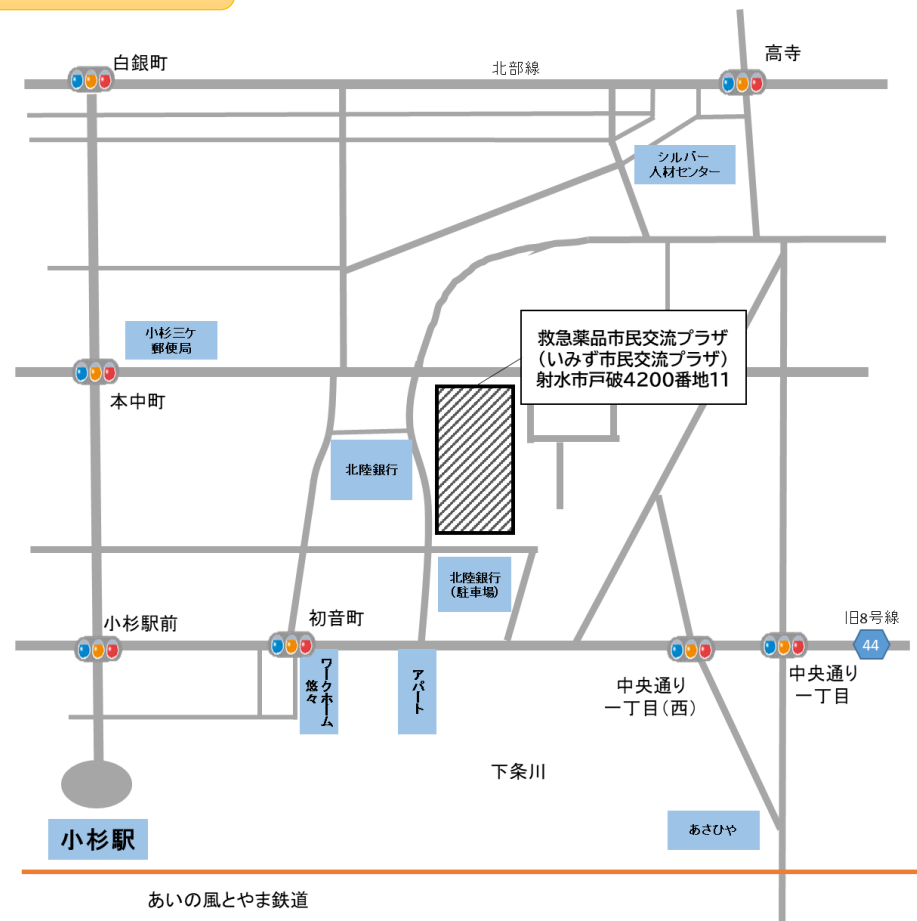 白銀町
北部線
高寺
シルバー
人材センター
小杉三ケ
郵便局
救急薬品市民交流プラザ
（いみず市民交流プラザ）
射水市戸破4200番地11
本中町
北陸銀行
北陸銀行
（駐車場）
小杉駅前
初音町
旧8号線
44
ワークホーム
悠々
アパート
中央通り
一丁目（西）
中央通り
一丁目
下条川
小杉駅
あさひや
あいの風とやま鉄道